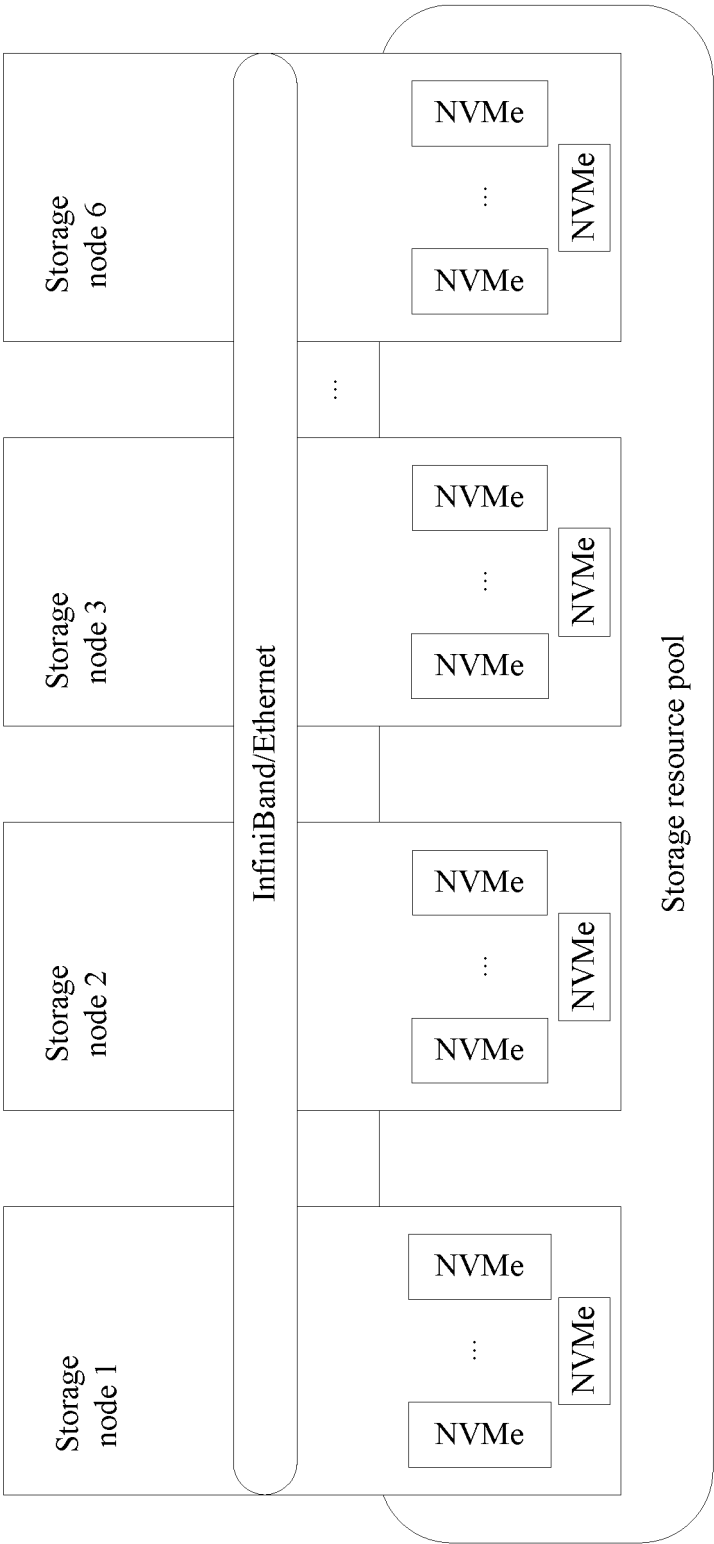 Storage
node 1
Storage
node 2
Storage
node 3
Storage
node 6
InfiniBand/Ethernet
...
NVMe
...
NVMe
NVMe
NVMe
...
NVMe
NVMe
NVMe
...
NVMe
NVMe
NVMe
...
NVMe
NVMe
Storage resource pool